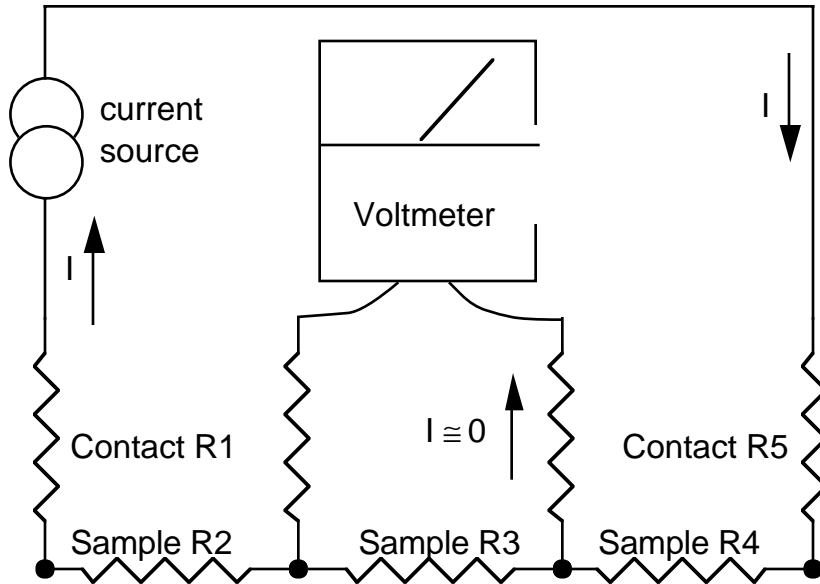 current
source
I
Voltmeter
I
Contact R1
I ≅ 0
Contact R5
Sample R2
Sample R3
Sample R4